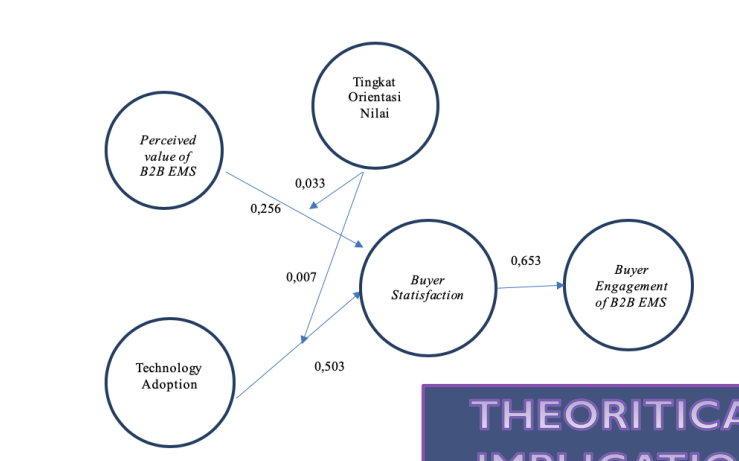 Tingkat
Orientasi
Nilai
Perceived
value of
B2B EMS
0,033
0,256
0,007
Buyer
Statisfaction
0,653
Buyer
Engagement
of B2B EMS
Technology
Adoption
0,503
THEORITICA